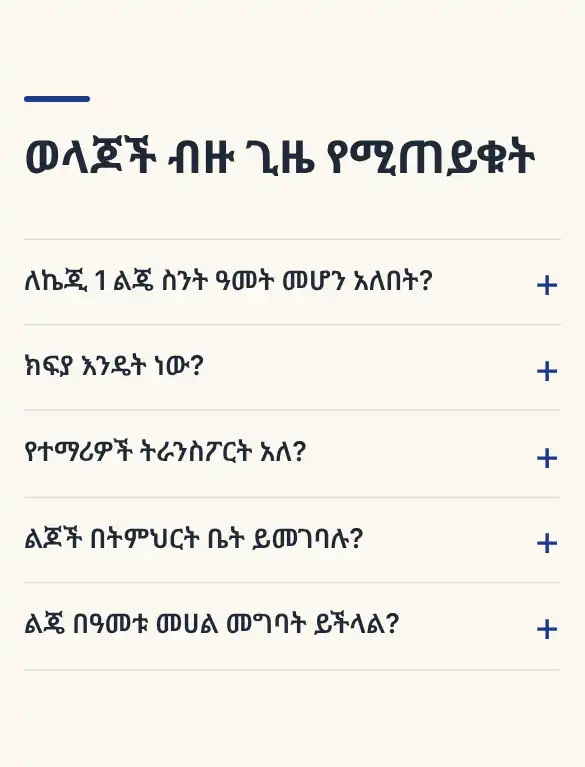 ወላጆች ብዙ ጊዜ የሚጠይቁት
ለኬጂ 1 ልጄ ስንት ዓመት መሆን አለበት?
ክፍያ እንዴት ነው?
የተማሪዎች ትራንስፖርት አለ?
ልጆች በትምህርት ቤት ይመገባሉ?
ልጄ በዓመቱ መሀል መግባት ይችላል?